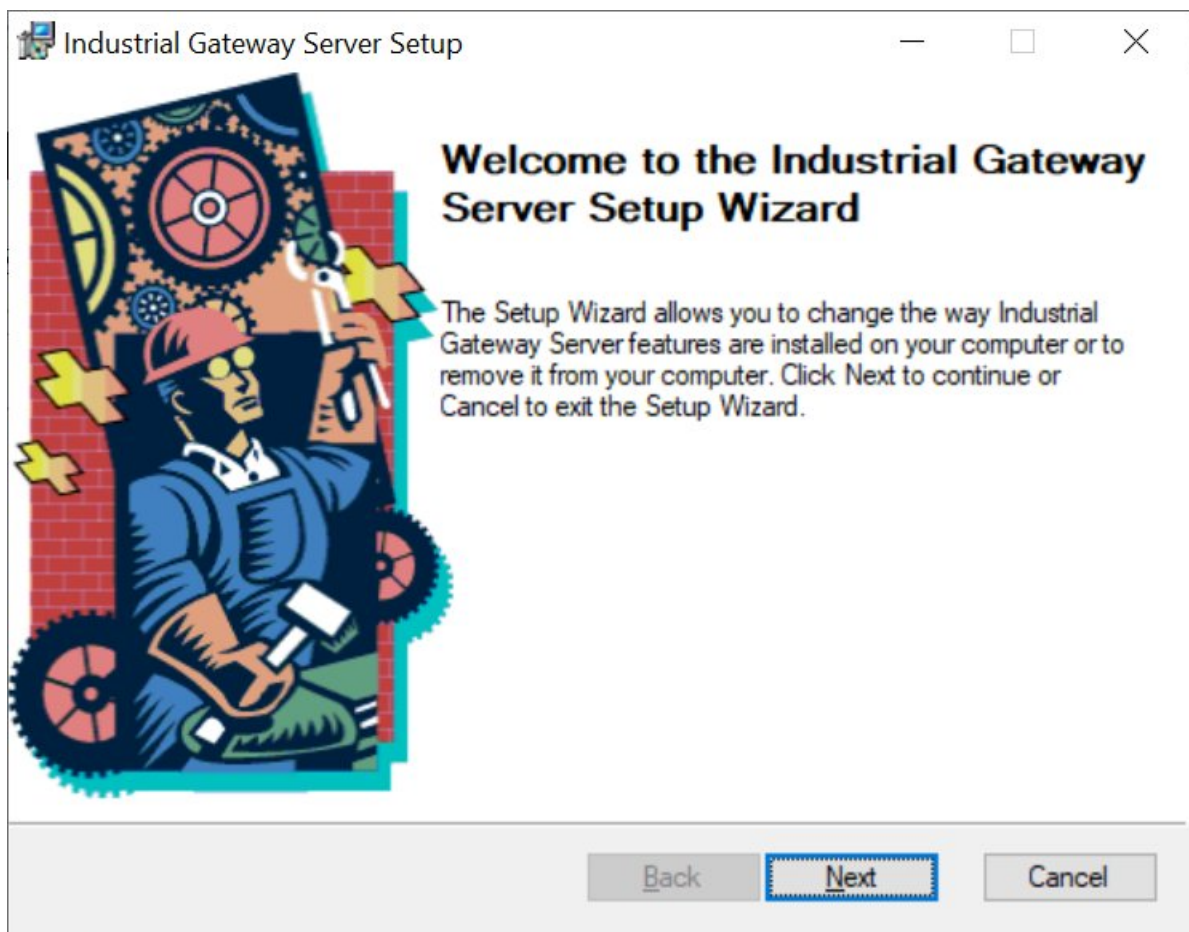 Industrial Gateway Server Setup
Welcome to the Industrial Gateway
Server Setup Wizard
The Setup Wizard allows you to change the way Industrial
Gateway Server features are installed on your computer or to
remove it from your computer. Click Next to continue or
Cancel to exit the Setup Wizard.
Back Next Cancel